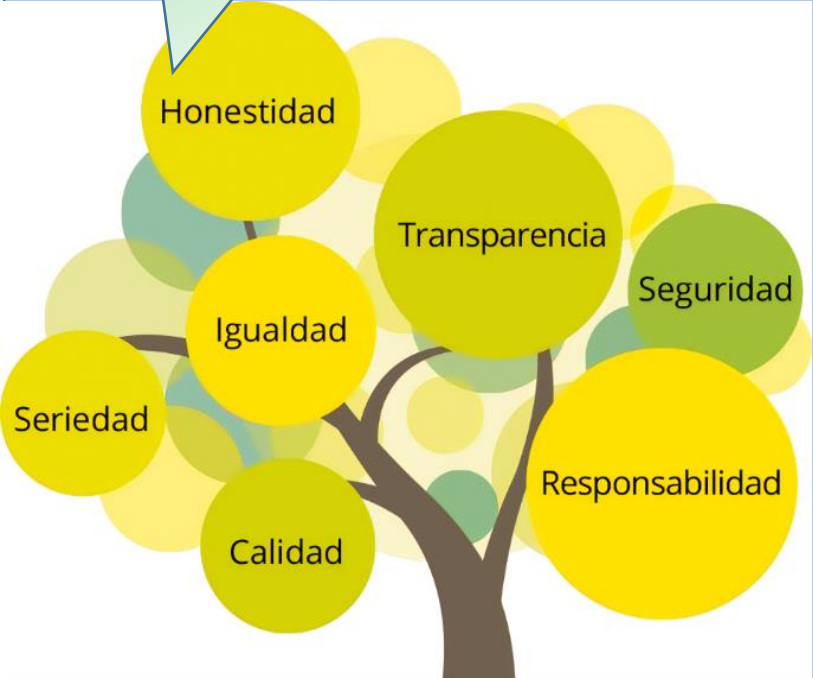 Honestidad
Transparencia
Seguridad
Igualdad
Seriedad
Responsabilidad
Calidad